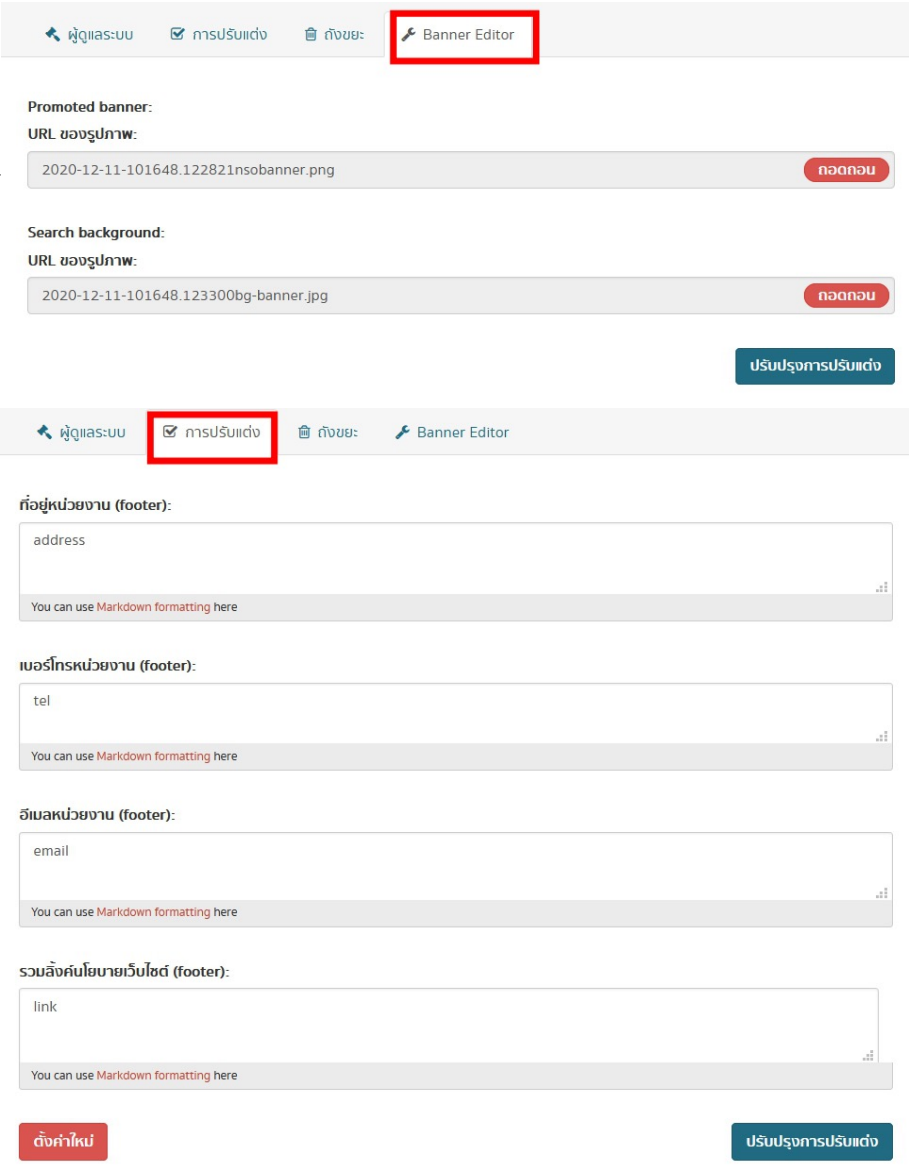 ผู้ดูแลระบบ การปรับแต่ง ถังขยะ Banner Editor
Promoted banner:
URL ของรูปภาพ:
2020-12-11-101648.122821nsobanner.png ถอดถอน
Search background:
URL ของรูปภาพ:
2020-12-11-101648.123300bg-banner.jpg ถอดถอน
ปรับปรุงการปรับแต่ง
ผู้ดูแลระบบ การปรับแต่ง ถังขยะ Banner Editor
ที่อยู่หน่วยงาน (footer):
address
You can use Markdown formatting here
เบอร์โทรหน่วยงาน (footer):
tel
You can use Markdown formatting here
อีเมลหน่วยงาน (footer):
email
You can use Markdown formatting here
รวมลิ้งค์นโยบายเว็บไซต์ (footer):
link
You can use Markdown formatting here
ตั้งค่าใหม่ ปรับปรุงการปรับแต่ง